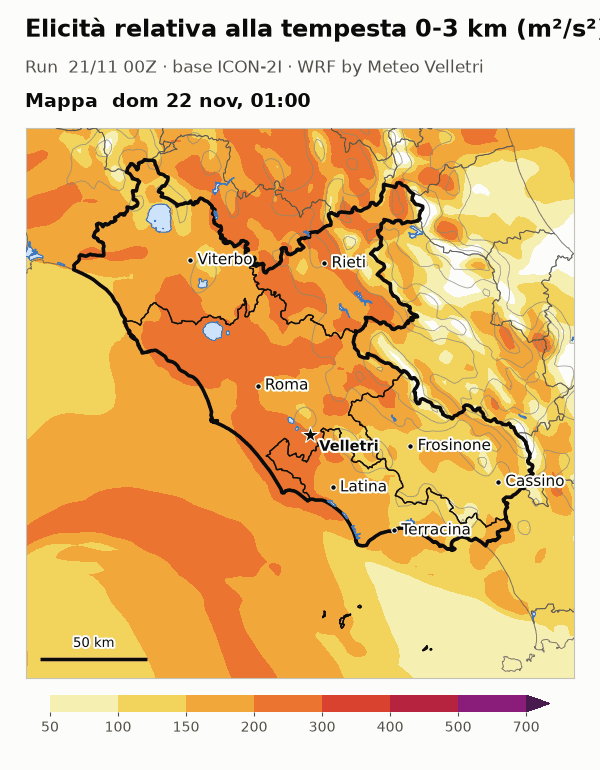 Elicità relativa alla tempesta 0-3 km (m²/s²)
Run 21/11 00Z · base ICON-2I · WRF by Meteo Velletri
Mappa dom 22 nov, 01:00
Viterbo
Rieti
Roma
Velletri
Frosinone
Latina
Cassino
Terracina
50 km
50 100 150 200 300 400 500 700